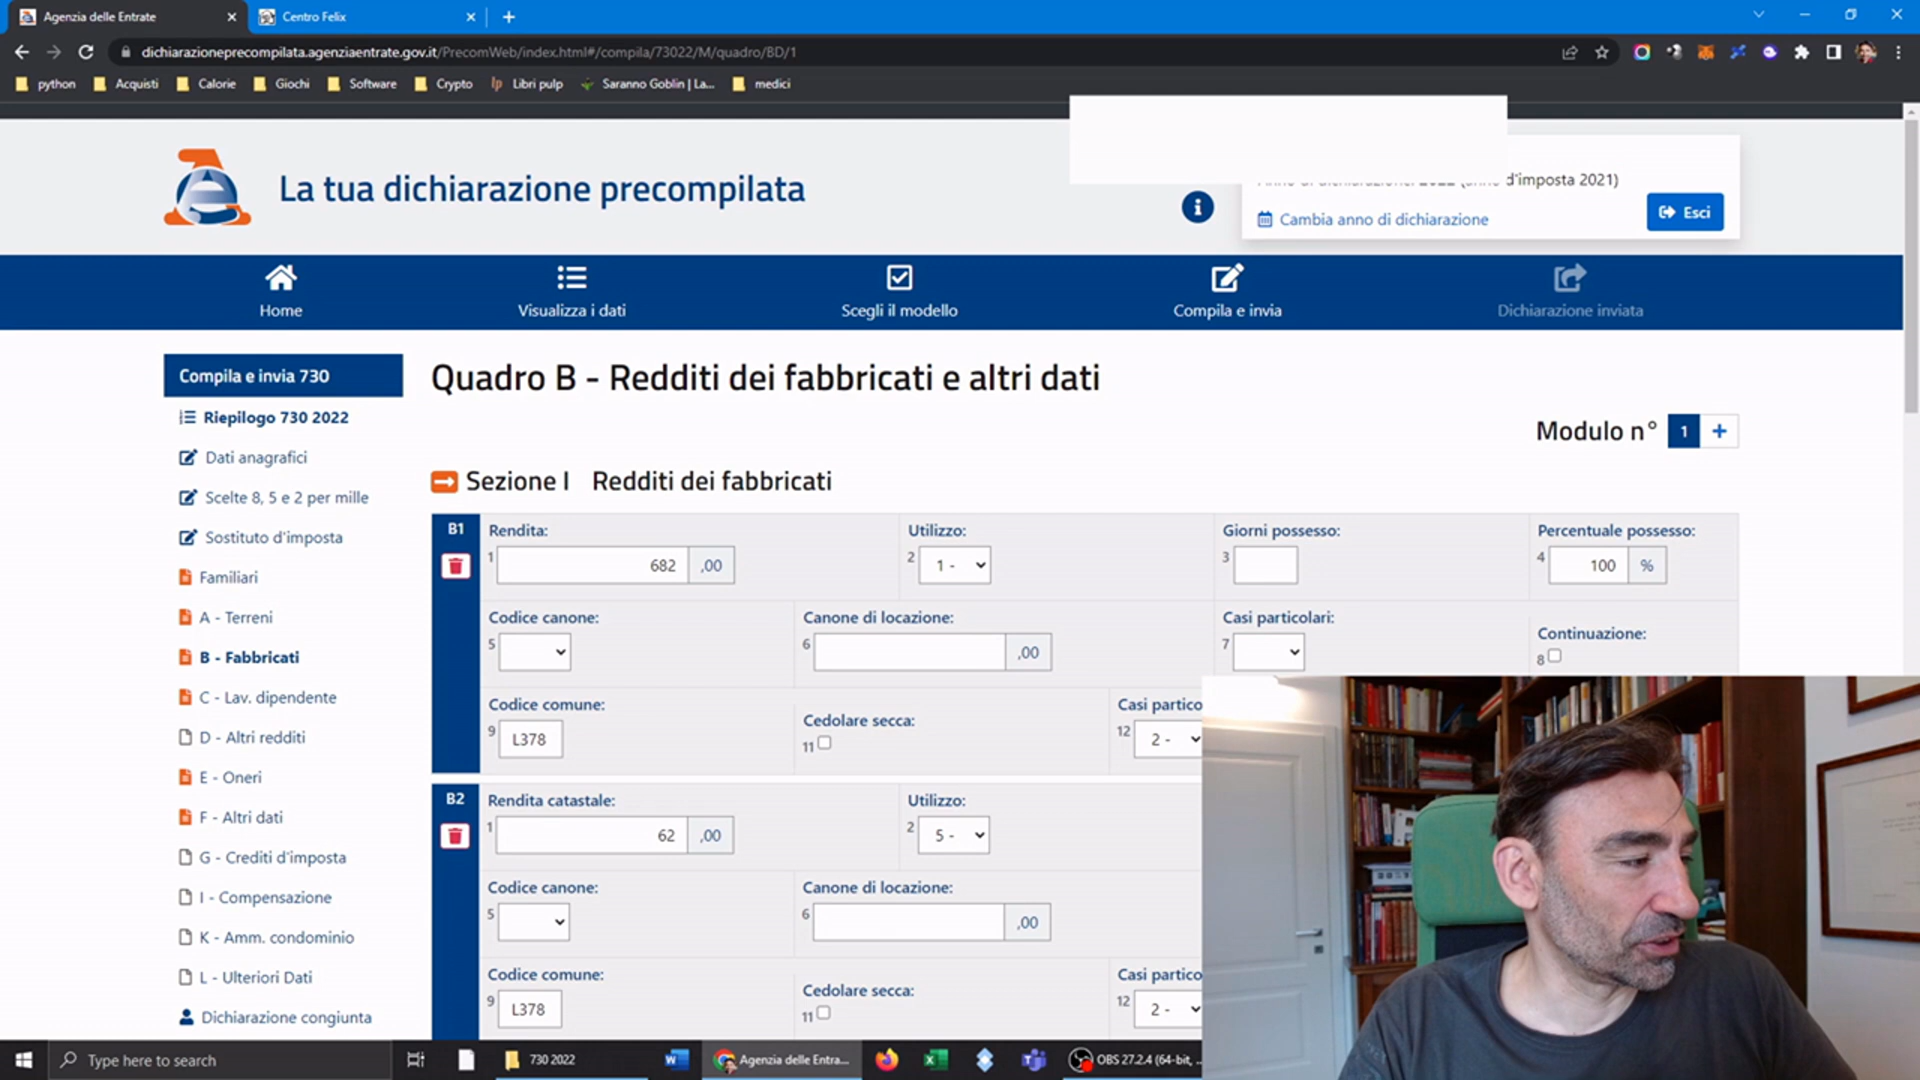 Agenzia delle Entrate
Centro Felix
dichiarazioneprecompilata.agenziaentrate.gov.it/PrecomWeb/index.html#/compila/73022/M/quadro/BD/1
python
Acquisti
Calorie
Giochi
Software
Crypto
lp Libri pulp
Saranno Goblin | La...
medici
La tua dichiarazione precompilata
d'imposta 2021)
Cambia anno di dichiarazione
Esci
Home
Visualizza i dati
Scegli il modello
Compila e invia
Dichiarazione inviata
Compila e invia 730
Riepilogo 730 2022
Dati anagrafici
Scelte 8, 5 e 2 per mille
Sostituto d'imposta
Familiari
A - Terreni
B - Fabbricati
C - Lav. dipendente
D - Altri redditi
E - Oneri
F - Altri dati
G - Crediti d'imposta
I - Compensazione
K - Amm. condominio
L - Ulteriori Dati
Dichiarazione congiunta
Quadro B - Redditi dei fabbricati e altri dati
Modulo n° 1 +
Sezione I Redditi dei fabbricati
B1
Rendita:
1 682 ,00
Utilizzo:
2 1 -
Giorni possesso:
3
Percentuale possesso:
4 100 %
Codice canone:
5
Canone di locazione:
6 ,00
Casi particolari:
7
Continuazione:
8
Codice comune:
9 L378
Cedolare secca:
11
Casi partico
12 2 -
B2
Rendita catastale:
1 62 ,00
Utilizzo:
2 5 -
Codice canone:
5
Canone di locazione:
6 ,00
Codice comune:
9 L378
Cedolare secca:
11
Casi partico
12 2 -
Type here to search
730 2022
Agenzia delle Entra...
OBS 27.2.4 (64-bit, ...